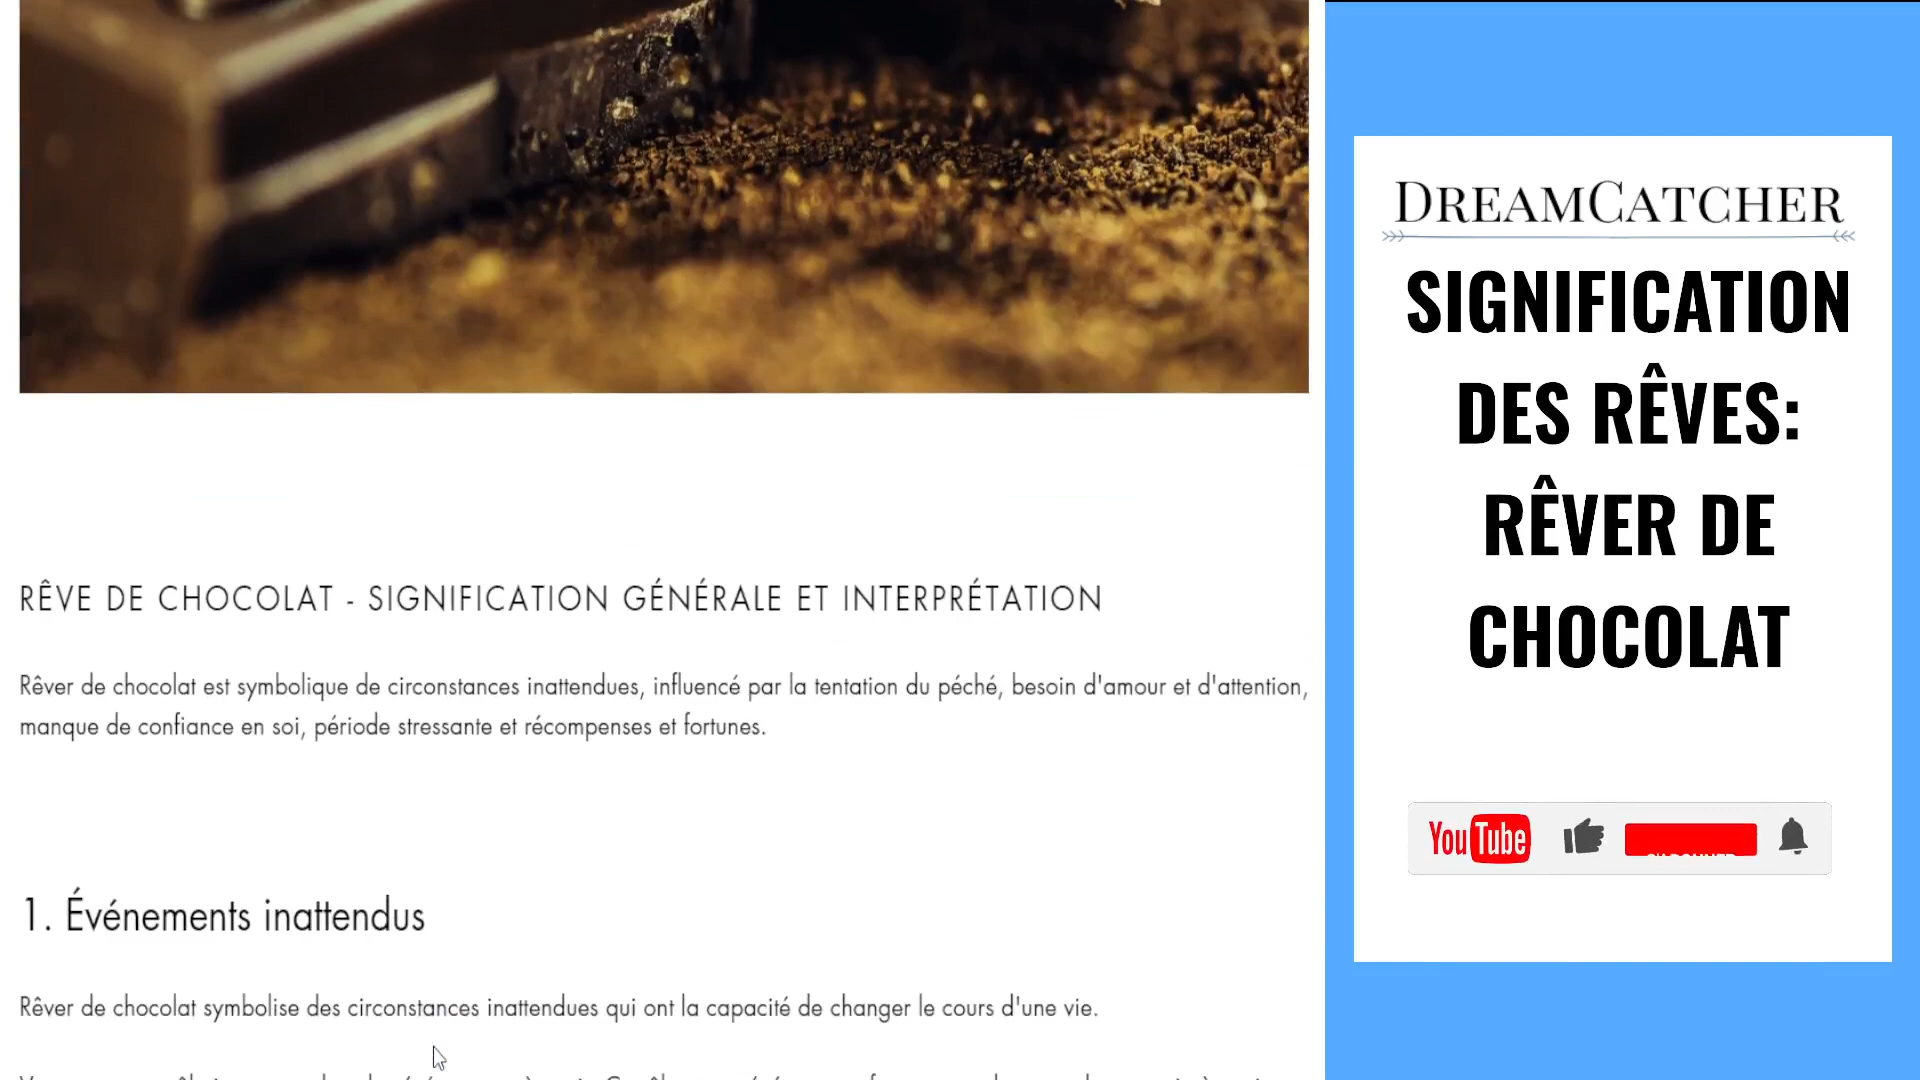 RÊVE DE CHOCOLAT - SIGNIFICATION GÉNÉRALE ET INTERPRÉTATION
Rêver de chocolat est symbolique de circonstances inattendues, influencé par la tentation du péché, besoin d'amour et d'attention,
manque de confiance en soi, période stressante et récompenses et fortunes.
1. Événements inattendus
Rêver de chocolat symbolise des circonstances inattendues qui ont la capacité de changer le cours d'une vie.
DREAMCATCHER
SIGNIFICATION
DES RÊVES:
RÊVER DE
CHOCOLAT
YouTube